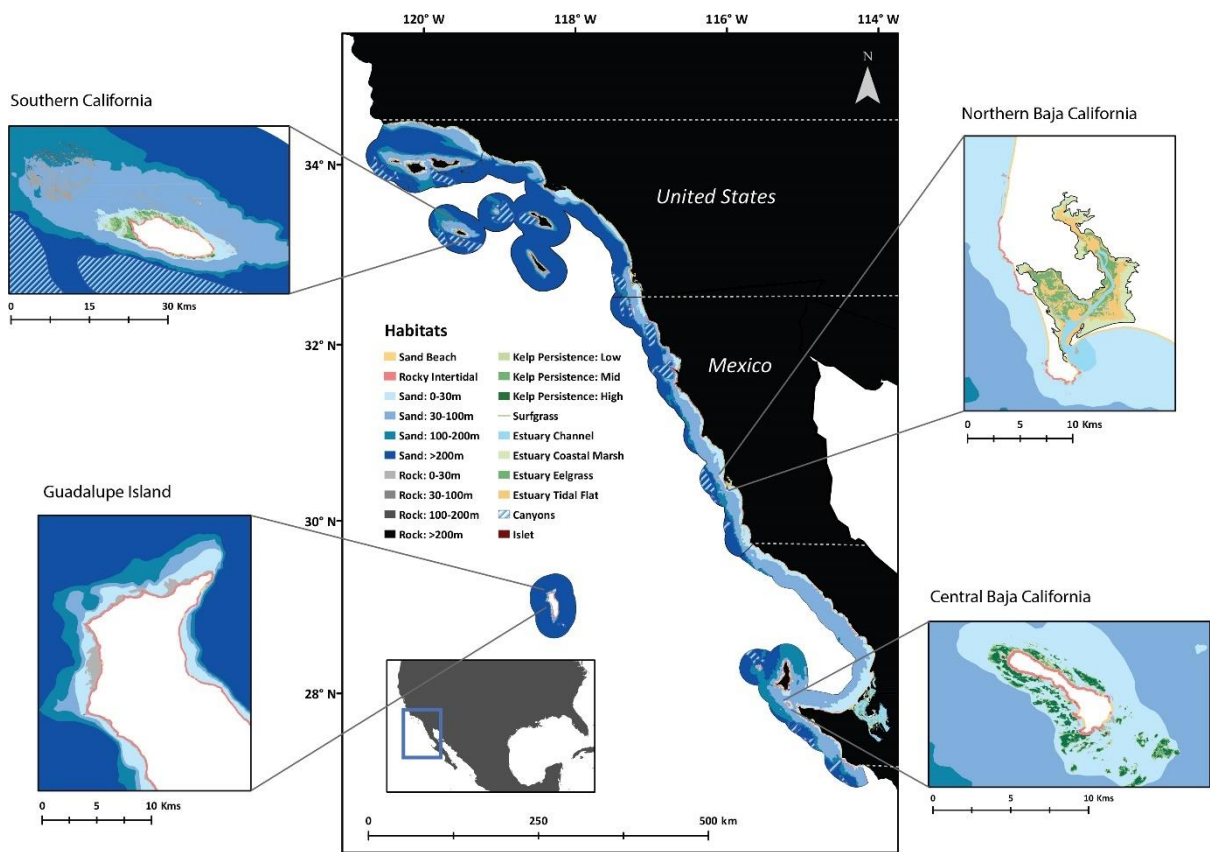 120° W
118° W
116° W
114° W
N
Southern California
0
15
30 Kms
34° N
United States
Northern Baja California
0
5
10 Kms
32° N
Mexico
Habitats
Sand Beach
Rocky Intertidal
Sand: 0-30m
Sand: 30-100m
Sand: 100-200m
Sand: >200m
Rock: 0-30m
Rock: 30-100m
Rock: 100-200m
Rock: >200m
Kelp Persistence: Low
Kelp Persistence: Mid
Kelp Persistence: High
Surfgrass
Estuary Channel
Estuary Coastal Marsh
Estuary Eelgrass
Estuary Tidal Flat
Canyons
Islet
30° N
Guadalupe Island
0
5
10 Kms
28° N
Central Baja California
0
5
10 Kms
0
250
500 km